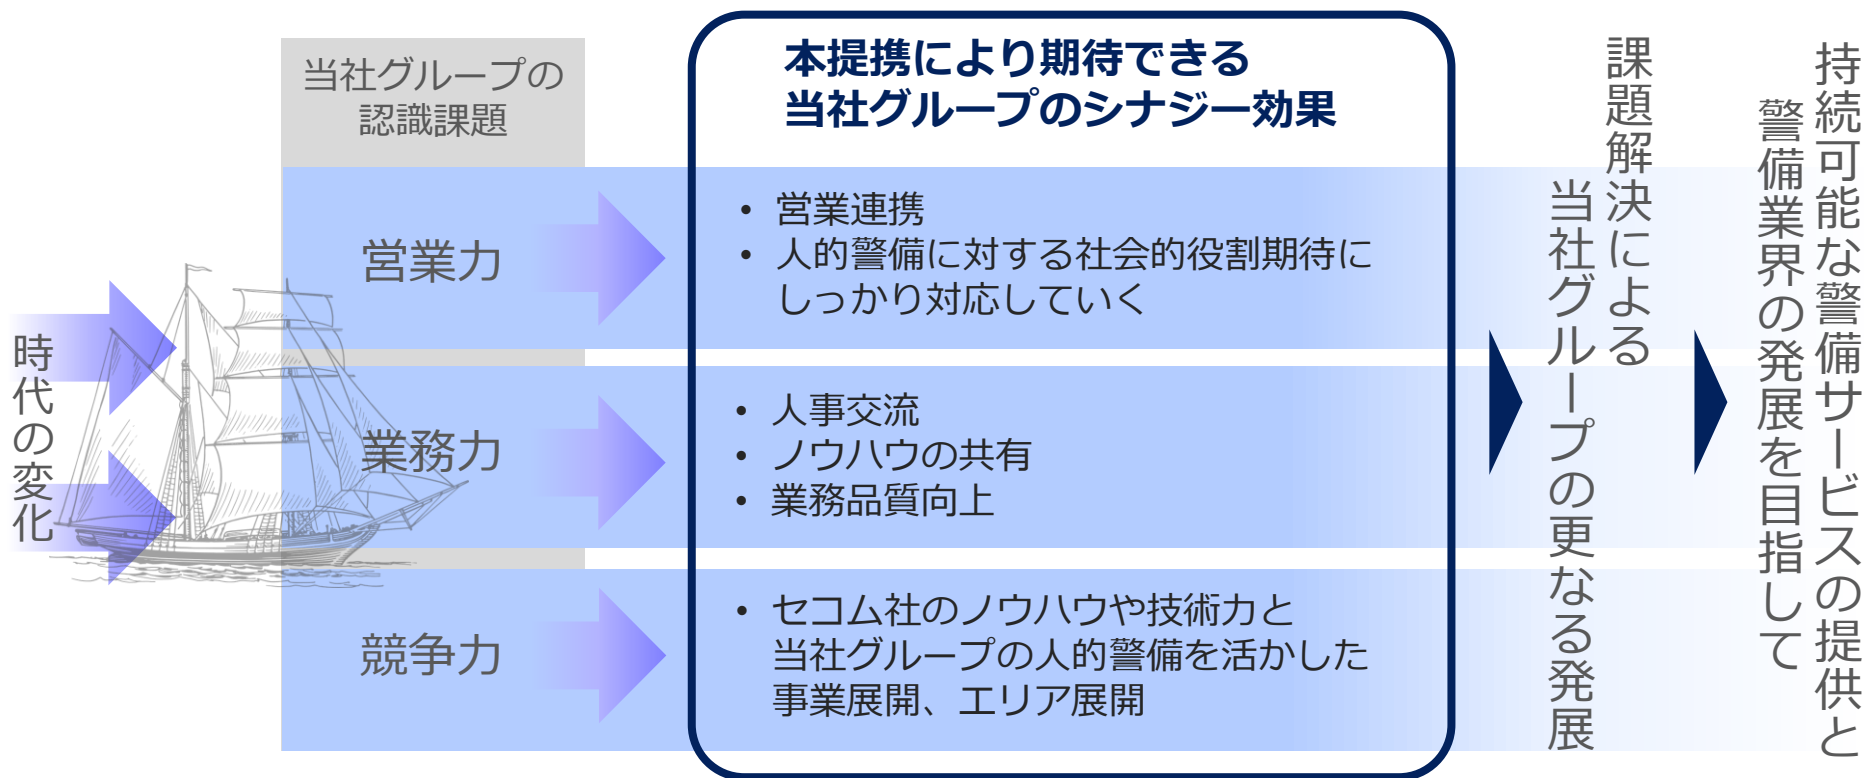 時代の変化
当社グループの
認識課題
本提携により期待できる
当社グループのシナジー効果
営業力
• 営業連携
• 人的警備に対する社会的役割期待に
しっかり対応していく
業務力
• 人事交流
• ノウハウの共有
• 業務品質向上
競争力
• セコム社のノウハウや技術力と
当社グループの人的警備を活かした
事業展開、エリア展開
課題解決による
当社グループの更なる発展
持続可能な警備サービスの提供と
警備業界の発展を目指して